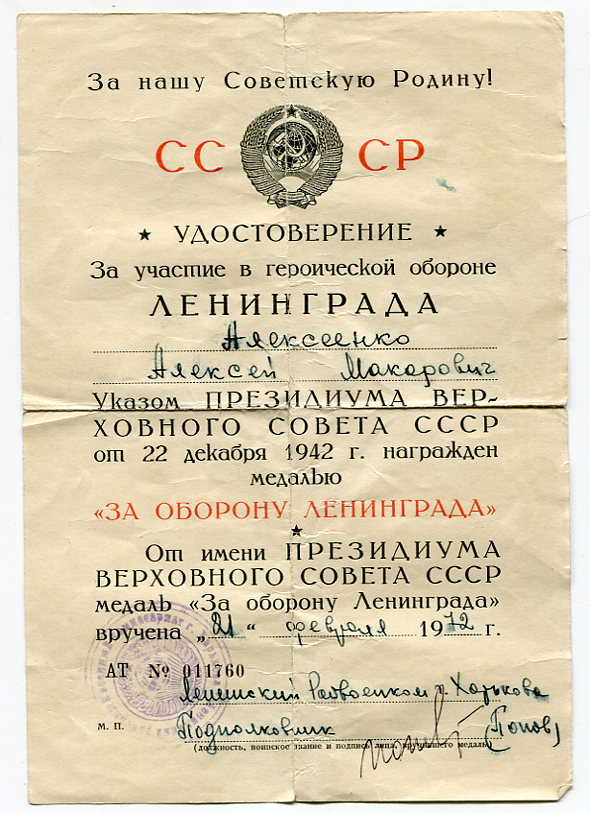 За нашу Советскую Родину!
СС СР
★ УДОСТОВЕРЕНИЕ ★
За участие в героической обороне
ЛЕНИНГРАДА
Алексеенко
Алексей Макарович
Указом ПРЕЗИДИУМА ВЕР-
ХОВНОГО СОВЕТА СССР
от 22 декабря 1942 г. награжден
медалью
«ЗА ОБОРОНУ ЛЕНИНГРАДА»
★
От имени ПРЕЗИДИУМА
ВЕРХОВНОГО СОВЕТА СССР
медаль «За оборону Ленинграда»
вручена „21“ февраля 1972 г.
АТ № 011760
Ленинский Райвоенком г. Харькова
М. П. Подполковник (Попов)
(должность, воинское звание и подпись лица, вручившего медаль)